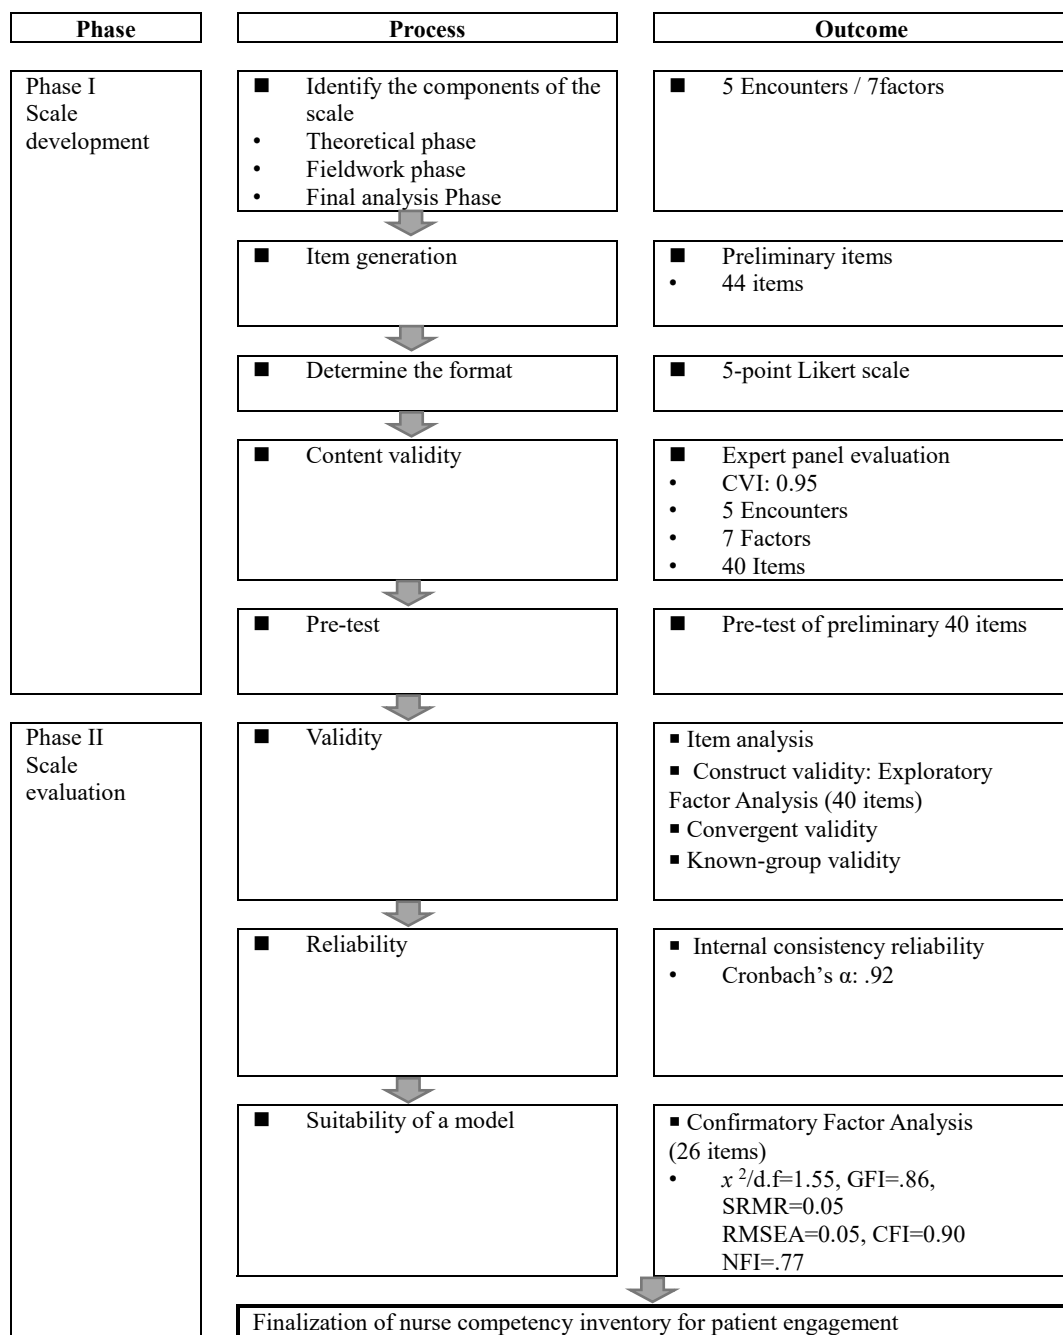 Phase
Process
Outcome
Phase I
Scale
development
■ Identify the components of the
scale
• Theoretical phase
• Fieldwork phase
• Final analysis Phase
■ 5 Encounters / 7factors
■ Item generation
■ Preliminary items
• 44 items
■ Determine the format
■ 5-point Likert scale
■ Content validity
■ Expert panel evaluation
• CVI: 0.95
• 5 Encounters
• 7 Factors
• 40 Items
■ Pre-test
■ Pre-test of preliminary 40 items
Phase II
Scale
evaluation
■ Validity
■ Item analysis
■ Construct validity: Exploratory
Factor Analysis (40 items)
■ Convergent validity
■ Known-group validity
■ Reliability
■ Internal consistency reliability
• Cronbach’s α: .92
■ Suitability of a model
■ Confirmatory Factor Analysis
(26 items)
• x ²/d.f=1.55, GFI=.86,
SRMR=0.05
RMSEA=0.05, CFI=0.90
NFI=.77
Finalization of nurse competency inventory for patient engagement